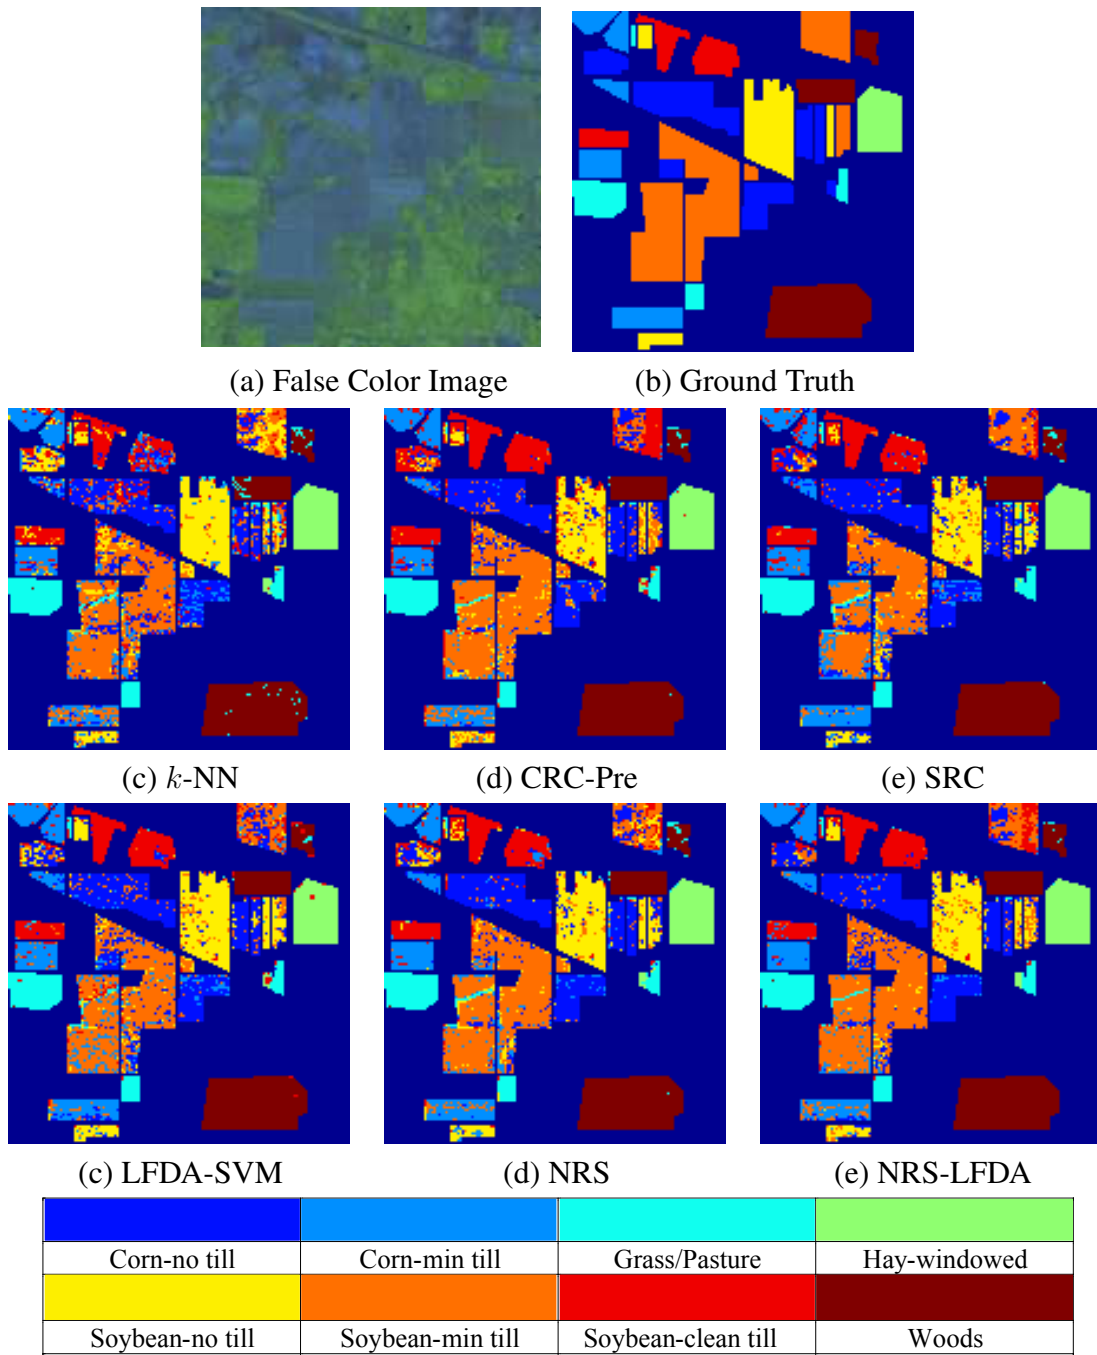 (a) False Color Image
(b) Ground Truth
(c) k-NN
(d) CRC-Pre
(e) SRC
(c) LFDA-SVM
(d) NRS
(e) NRS-LFDA
Corn-no till
Corn-min till
Grass/Pasture
Hay-windowed
Soybean-no till
Soybean-min till
Soybean-clean till
Woods